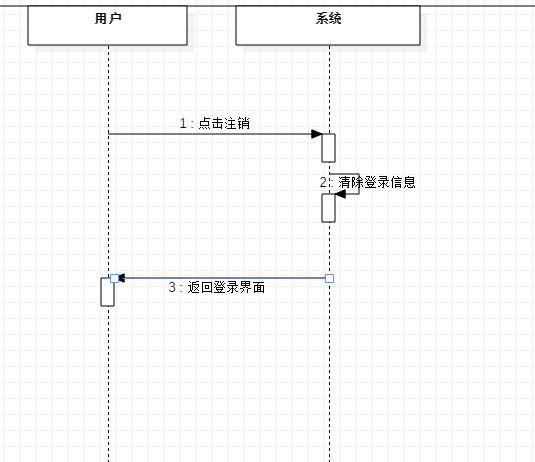 用户
系统
1 : 点击注销
2 : 清除登录信息
3 : 返回登录界面